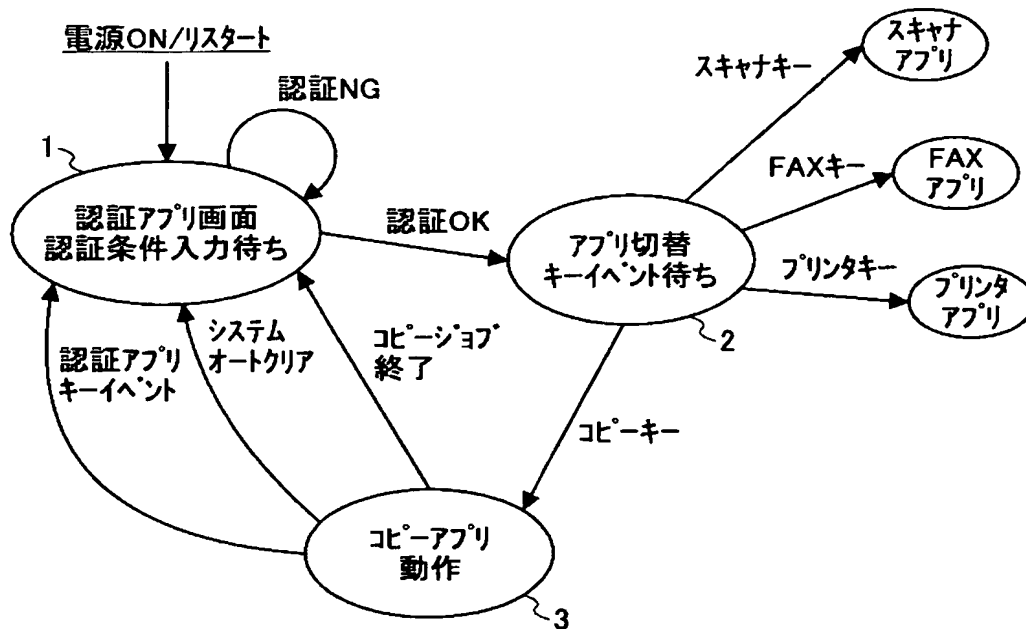 電源ON/リスタート
認証NG
1
認証アプリ画面
認証条件入力待ち
認証OK
アプリ切替
キーイベント待ち
2
スキャナキー
スキャナ
アプリ
FAXキー
FAX
アプリ
プリンタキー
プリンタ
アプリ
認証アプリ
キーイベント
システム
オートクリア
コピージョブ
終了
コピーキー
コピーアプリ
動作
3